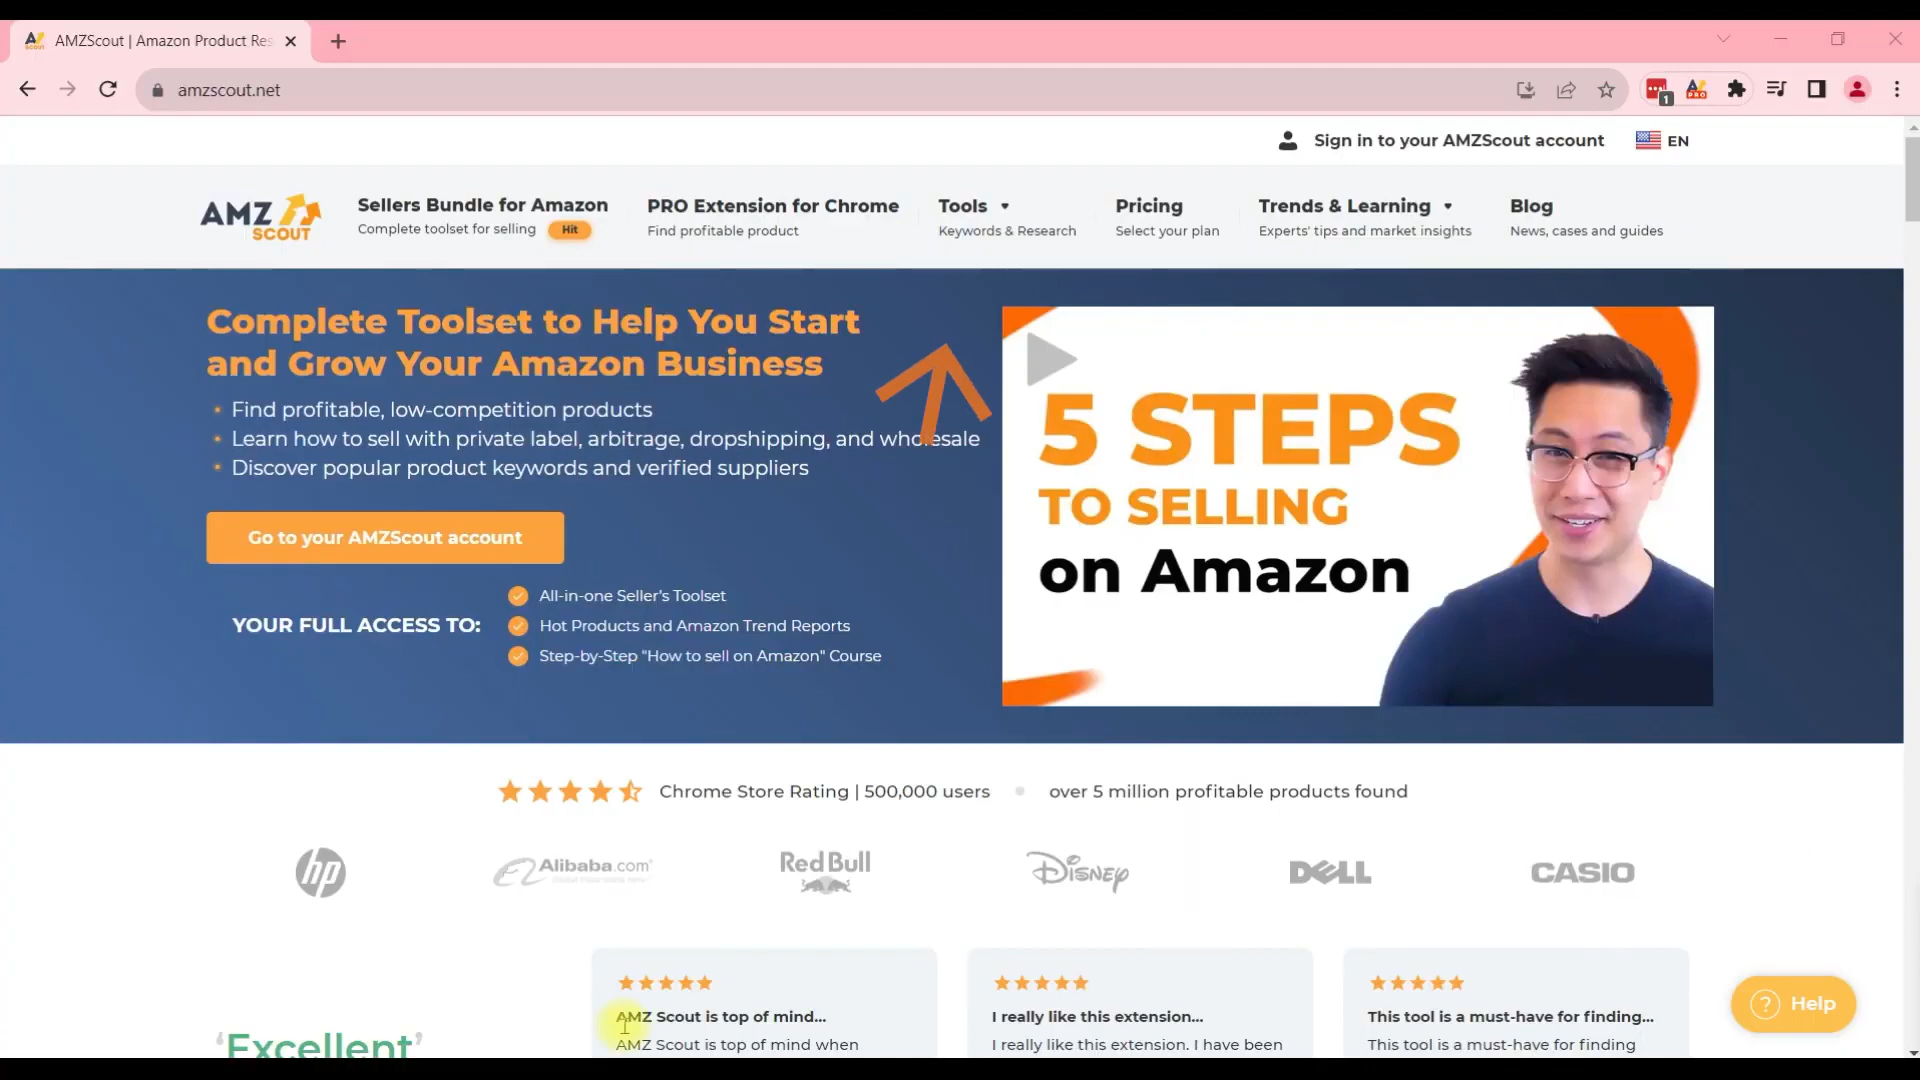 AMZScout | Amazon Product Res
amzscout.net
1
PRO
Sign in to your AMZScout account
EN
AMZ
SCOUT
Sellers Bundle for Amazon
Complete toolset for selling
Hit
PRO Extension for Chrome
Find profitable product
Tools
Keywords & Research
Pricing
Select your plan
Trends & Learning
Experts' tips and market insights
Blog
News, cases and guides
Complete Toolset to Help You Start
and Grow Your Amazon Business
• Find profitable, low-competition products
• Learn how to sell with private label, arbitrage, dropshipping, and wholesale
• Discover popular product keywords and verified suppliers
Go to your AMZScout account
YOUR FULL ACCESS TO:
All-in-one Seller's Toolset
Hot Products and Amazon Trend Reports
Step-by-Step "How to sell on Amazon" Course
5 STEPS
TO SELLING
on Amazon
Chrome Store Rating | 500,000 users
over 5 million profitable products found
hp
Alibaba.com
Red Bull
Disney
DELL
CASIO
‘Excellent’
AMZ Scout is top of mind...
AMZ Scout is top of mind when
I really like this extension...
I really like this extension. I have been
This tool is a must-have for finding...
This tool is a must-have for finding
? Help